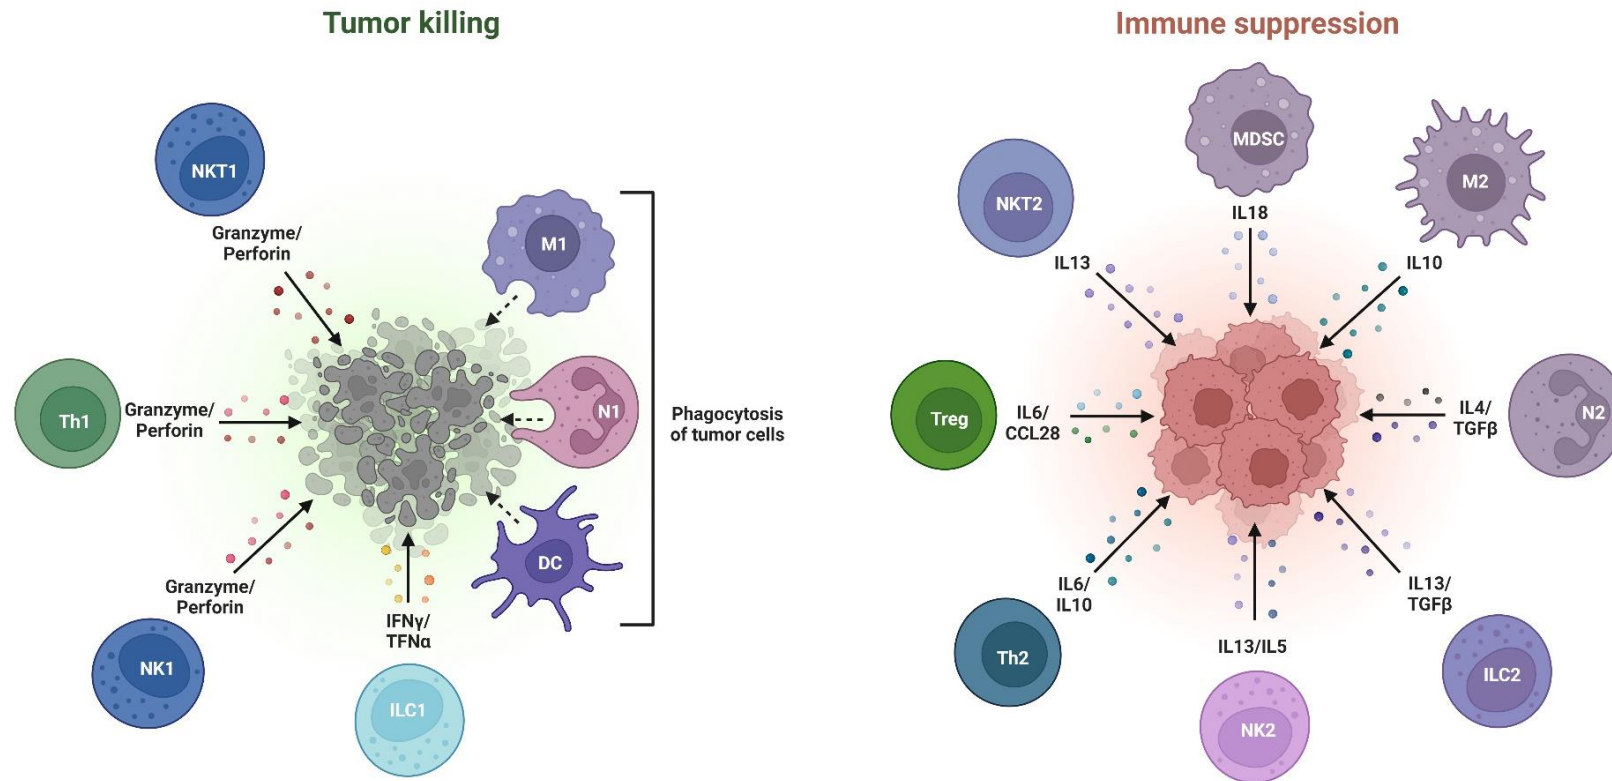 Tumor killing
NKT1
Granzyme/
Perforin
M1
Th1
Granzyme/
Perforin
N1
Phagocytosis
of tumor cells
DC
Granzyme/
Perforin
NK1
IFNγ/
TFNα
ILC1
Immune suppression
MDSC
IL18
NKT2
IL13
M2
IL10
Treg
IL6/
CCL28
IL4/
TGFβ
N2
IL6/
IL10
Th2
IL13/IL5
NK2
IL13/
TGFβ
ILC2